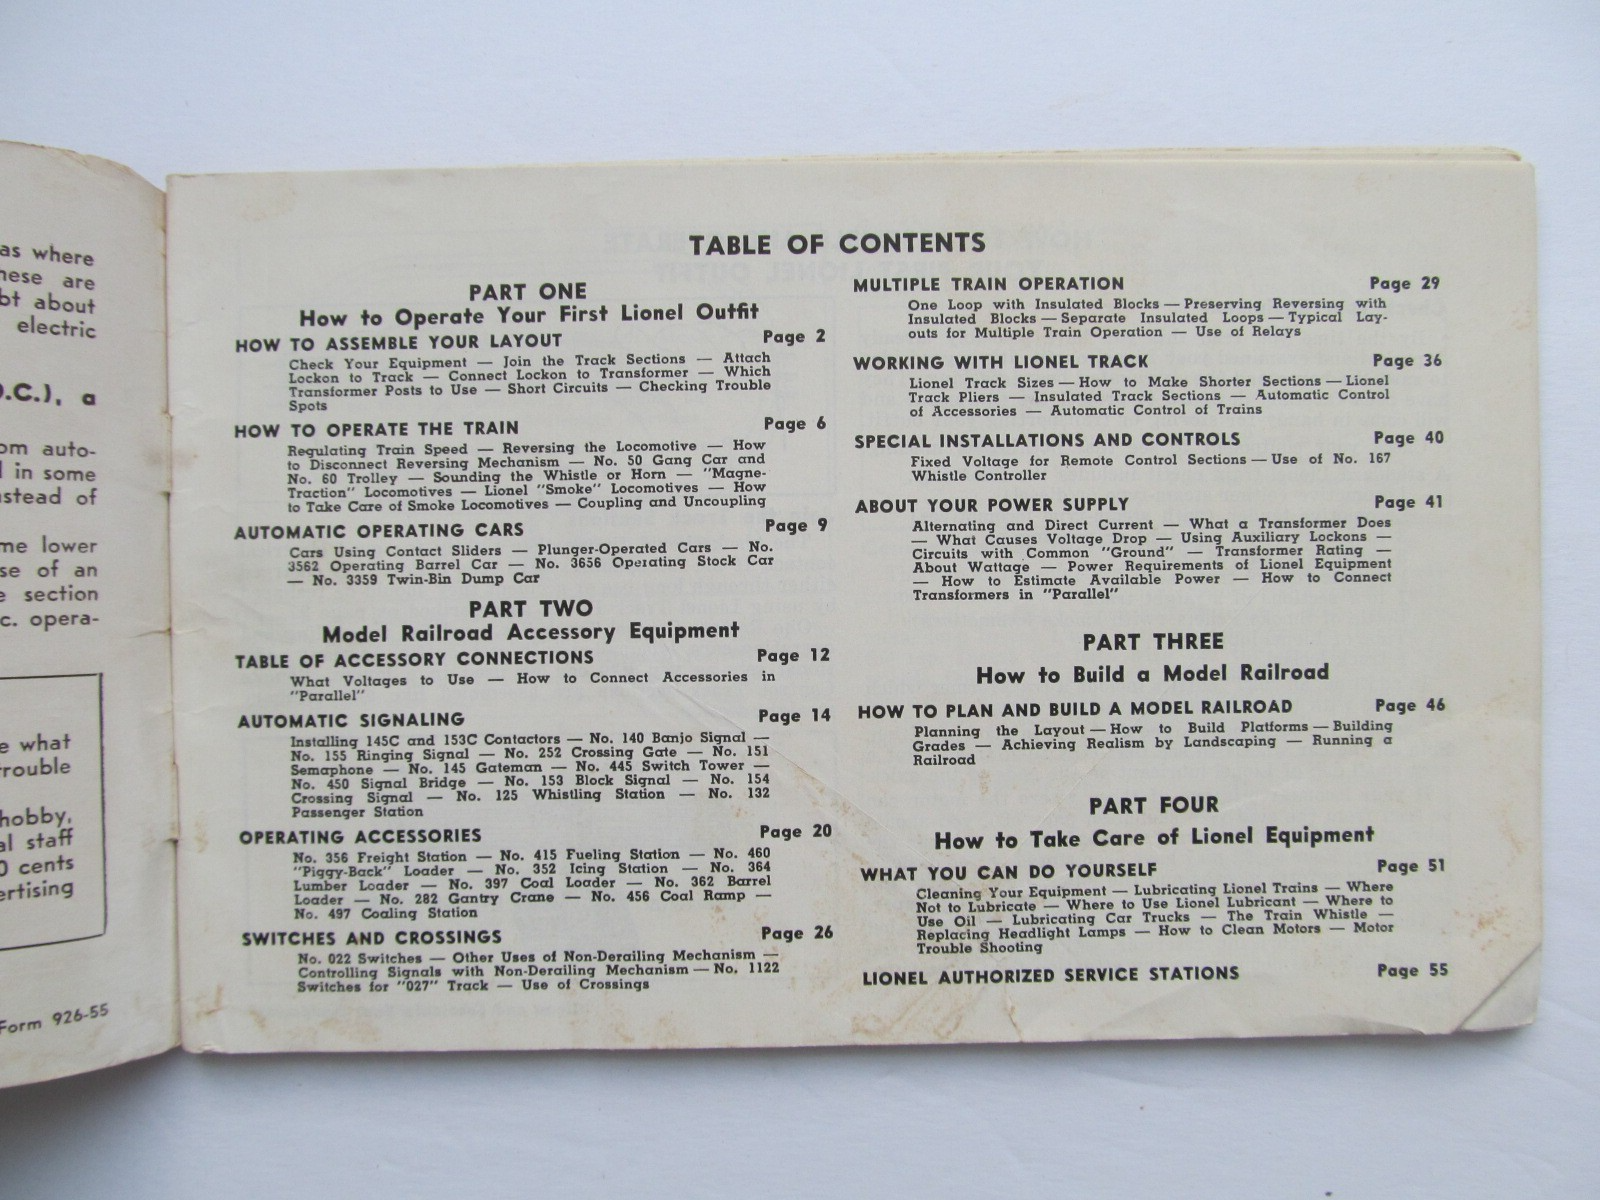 as where
hese are
bt about
electric
D.C.), a
om auto-
l in some
nstead of
me lower
se of an
e section
c. opera-
e what
trouble
hobby,
al staff
0 cents
ertising
Form 926-55
TABLE OF CONTENTS
PART ONE
How to Operate Your First Lionel Outfit
HOW TO ASSEMBLE YOUR LAYOUT Page 2
Check Your Equipment — Join the Track Sections — Attach
Lockon to Track — Connect Lockon to Transformer — Which
Transformer Posts to Use — Short Circuits — Checking Trouble
Spots
HOW TO OPERATE THE TRAIN Page 6
Regulating Train Speed — Reversing the Locomotive — How
to Disconnect Reversing Mechanism — No. 50 Gang Car and
No. 60 Trolley — Sounding the Whistle or Horn — "Magne-
Traction" Locomotives — Lionel "Smoke" Locomotives — How
to Take Care of Smoke Locomotives — Coupling and Uncoupling
AUTOMATIC OPERATING CARS Page 9
Cars Using Contact Sliders — Plunger-Operated Cars — No.
3562 Operating Barrel Car — No. 3656 Operating Stock Car
— No. 3359 Twin-Bin Dump Car
PART TWO
Model Railroad Accessory Equipment
TABLE OF ACCESSORY CONNECTIONS Page 12
What Voltages to Use — How to Connect Accessories in
"Parallel"
AUTOMATIC SIGNALING Page 14
Installing 145C and 153C Contactors — No. 140 Banjo Signal —
No. 155 Ringing Signal — No. 252 Crossing Gate — No. 151
Semaphone — No. 145 Gateman — No. 445 Switch Tower —
No. 450 Signal Bridge — No. 153 Block Signal — No. 154
Crossing Signal — No. 125 Whistling Station — No. 132
Passenger Station
OPERATING ACCESSORIES Page 20
No. 356 Freight Station — No. 415 Fueling Station — No. 460
"Piggy-Back" Loader — No. 352 Icing Station — No. 364
Lumber Loader — No. 397 Coal Loader — No. 362 Barrel
Loader — No. 282 Gantry Crane — No. 456 Coal Ramp —
No. 497 Coaling Station
SWITCHES AND CROSSINGS Page 26
No. 022 Switches — Other Uses of Non-Derailing Mechanism —
Controlling Signals with Non-Derailing Mechanism — No. 1122
Switches for "027" Track — Use of Crossings
MULTIPLE TRAIN OPERATION Page 29
One Loop with Insulated Blocks — Preserving Reversing with
Insulated Blocks — Separate Insulated Loops — Typical Lay-
outs for Multiple Train Operation — Use of Relays
WORKING WITH LIONEL TRACK Page 36
Lionel Track Sizes — How to Make Shorter Sections — Lionel
Track Pliers — Insulated Track Sections — Automatic Control
of Accessories — Automatic Control of Trains
SPECIAL INSTALLATIONS AND CONTROLS Page 40
Fixed Voltage for Remote Control Sections — Use of No. 167
Whistle Controller
ABOUT YOUR POWER SUPPLY Page 41
Alternating and Direct Current — What a Transformer Does
— What Causes Voltage Drop — Using Auxiliary Lockons —
Circuits with Common "Ground" — Transformer Rating —
About Wattage — Power Requirements of Lionel Equipment
— How to Estimate Available Power — How to Connect
Transformers in "Parallel"
PART THREE
How to Build a Model Railroad
HOW TO PLAN AND BUILD A MODEL RAILROAD Page 46
Planning the Layout — How to Build Platforms — Building
Grades — Achieving Realism by Landscaping — Running a
Railroad
PART FOUR
How to Take Care of Lionel Equipment
WHAT YOU CAN DO YOURSELF Page 51
Cleaning Your Equipment — Lubricating Lionel Trains — Where
Not to Lubricate — Where to Use Lionel Lubricant — Where to
Use Oil — Lubricating Car Trucks — The Train Whistle —
Replacing Headlight Lamps — How to Clean Motors — Motor
Trouble Shooting
LIONEL AUTHORIZED SERVICE STATIONS Page 55